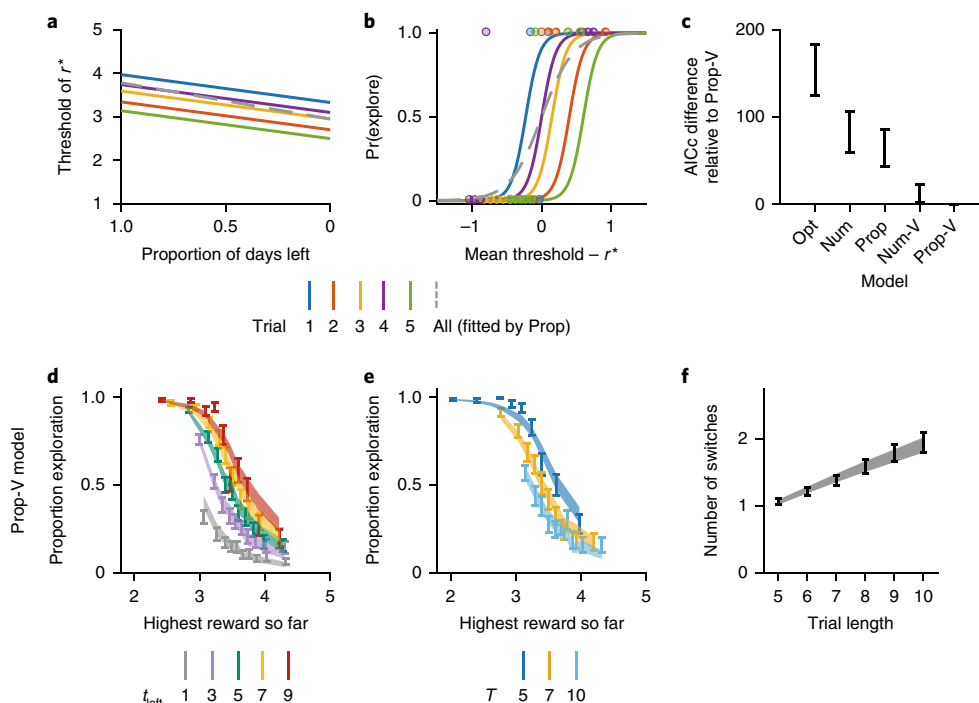 a
b
c
5
4
3
2
1
Threshold of r*
1.0
0.5
0
Proportion of days left
1.0
0.5
0
Pr(explore)
−1
0
1
Mean threshold – r*
200
100
0
AICc difference
relative to Prop-V
Opt
Num
Prop
Num-V
Prop-V
Model
Trial
1
2
3
4
5
All (fitted by Prop)
d
e
f
Prop-V model
Proportion exploration
1.0
0.5
0
2
3
4
5
Highest reward so far
t left
1
3
5
7
9
Proportion exploration
1.0
0.5
0
2
3
4
5
Highest reward so far
T
5
7
10
Number of switches
2
1
0
5
6
7
8
9
10
Trial length